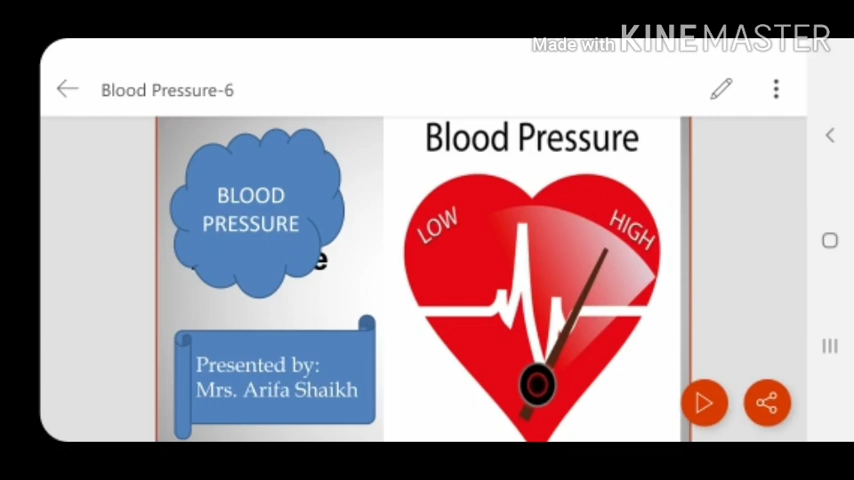 Made with KINEMASTER
Blood Pressure-6
BLOOD
PRESSURE
e
Presented by:
Mrs. Arifa Shaikh
Blood Pressure
LOW
HIGH